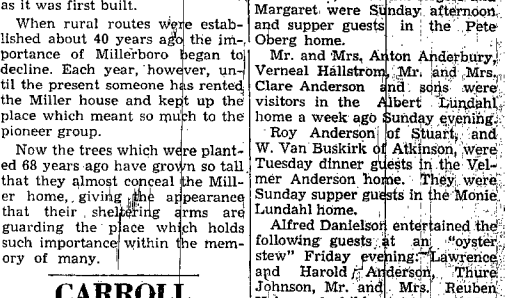 as it was first built.
When rural routes were estab-
lished about 40 years ago the im-
portance of Millerboro began to
decline. Each year, however, un-
til the present someone has rented
the Miller house and kept up the
place which meant so much to the
pioneer group.
Now the trees which were plant-
ed 68 years ago have grown so tall
that they almost conceal the Mill-
er home, giving the appearance
that their sheltering arms are
guarding the place which holds
such importance within the mem-
ory of many.
CARROLL
Margaret were Sunday afternoon
and supper guests in the Pete
Oberg home.
Mr. and Mrs. Anton Anderbury,
Verneal Hallstrom, Mr. and Mrs.
Clare Anderson and sons were
visitors in the Albert Lundahl
home a week ago Sunday evening.
Roy Anderson of Stuart, and
W. Van Buskirk of Atkinson, were
Tuesday dinner guests in the Vel-
mer Anderson home. They were
Sunday supper guests in the Monie
Lundahl home.
Alfred Danielson entertained the
following guests at an "oyster
stew" Friday evening: Lawrence
and Harold Anderson, Thure
Johnson, Mr. and Mrs. Reuben